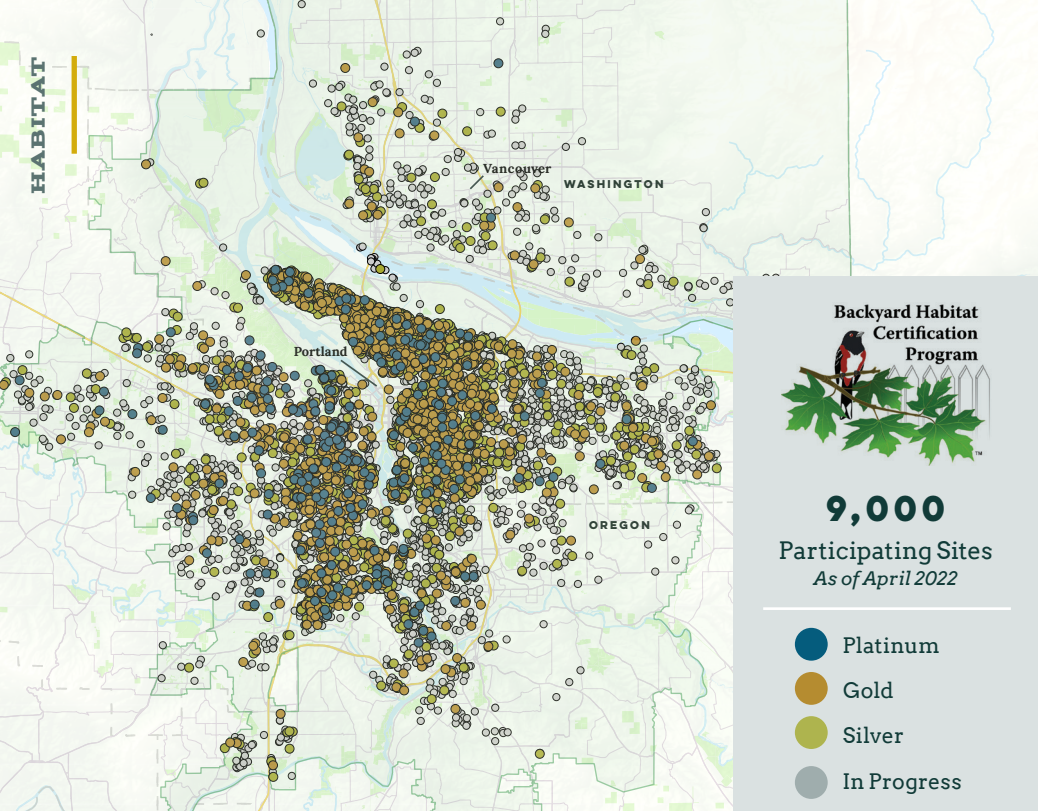 HABITAT
Vancouver
WASHINGTON
Portland
OREGON
Backyard Habitat
Certification
Program
TM
9,000
Participating Sites
As of April 2022
Platinum
Gold
Silver
In Progress